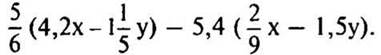 5/6 (4,2x – 1 1/5 y) – 5,4 (2/9 x – 1,5y).